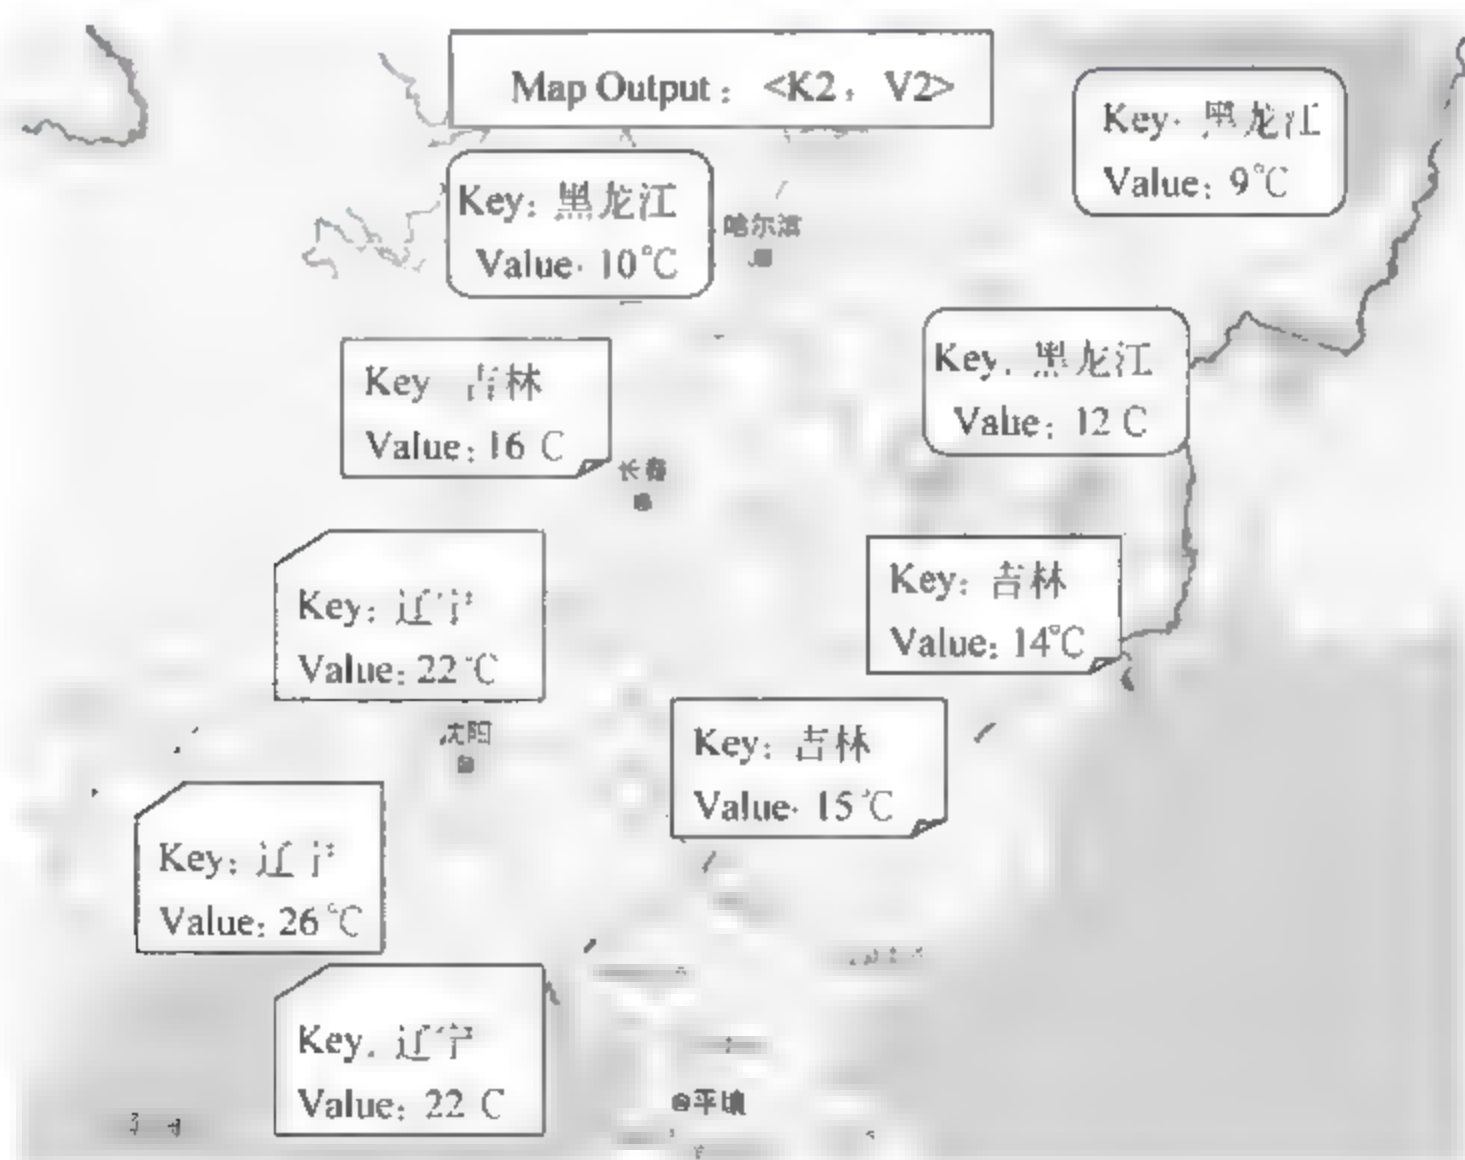 Map Output: <K2, V2>
Key: 黑龙江
Value: 9℃
Key: 黑龙江
Value: 10℃
哈尔滨
Key: 黑龙江
Value: 12 C
Key 吉林
Value: 16 C
长春
Key: 辽宁
Value: 22℃
Key: 吉林
Value: 14℃
沈阳
Key: 吉林
Value: 15℃
Key: 辽宁
Value: 26℃
Key: 辽宁
Value: 22 C
平壤